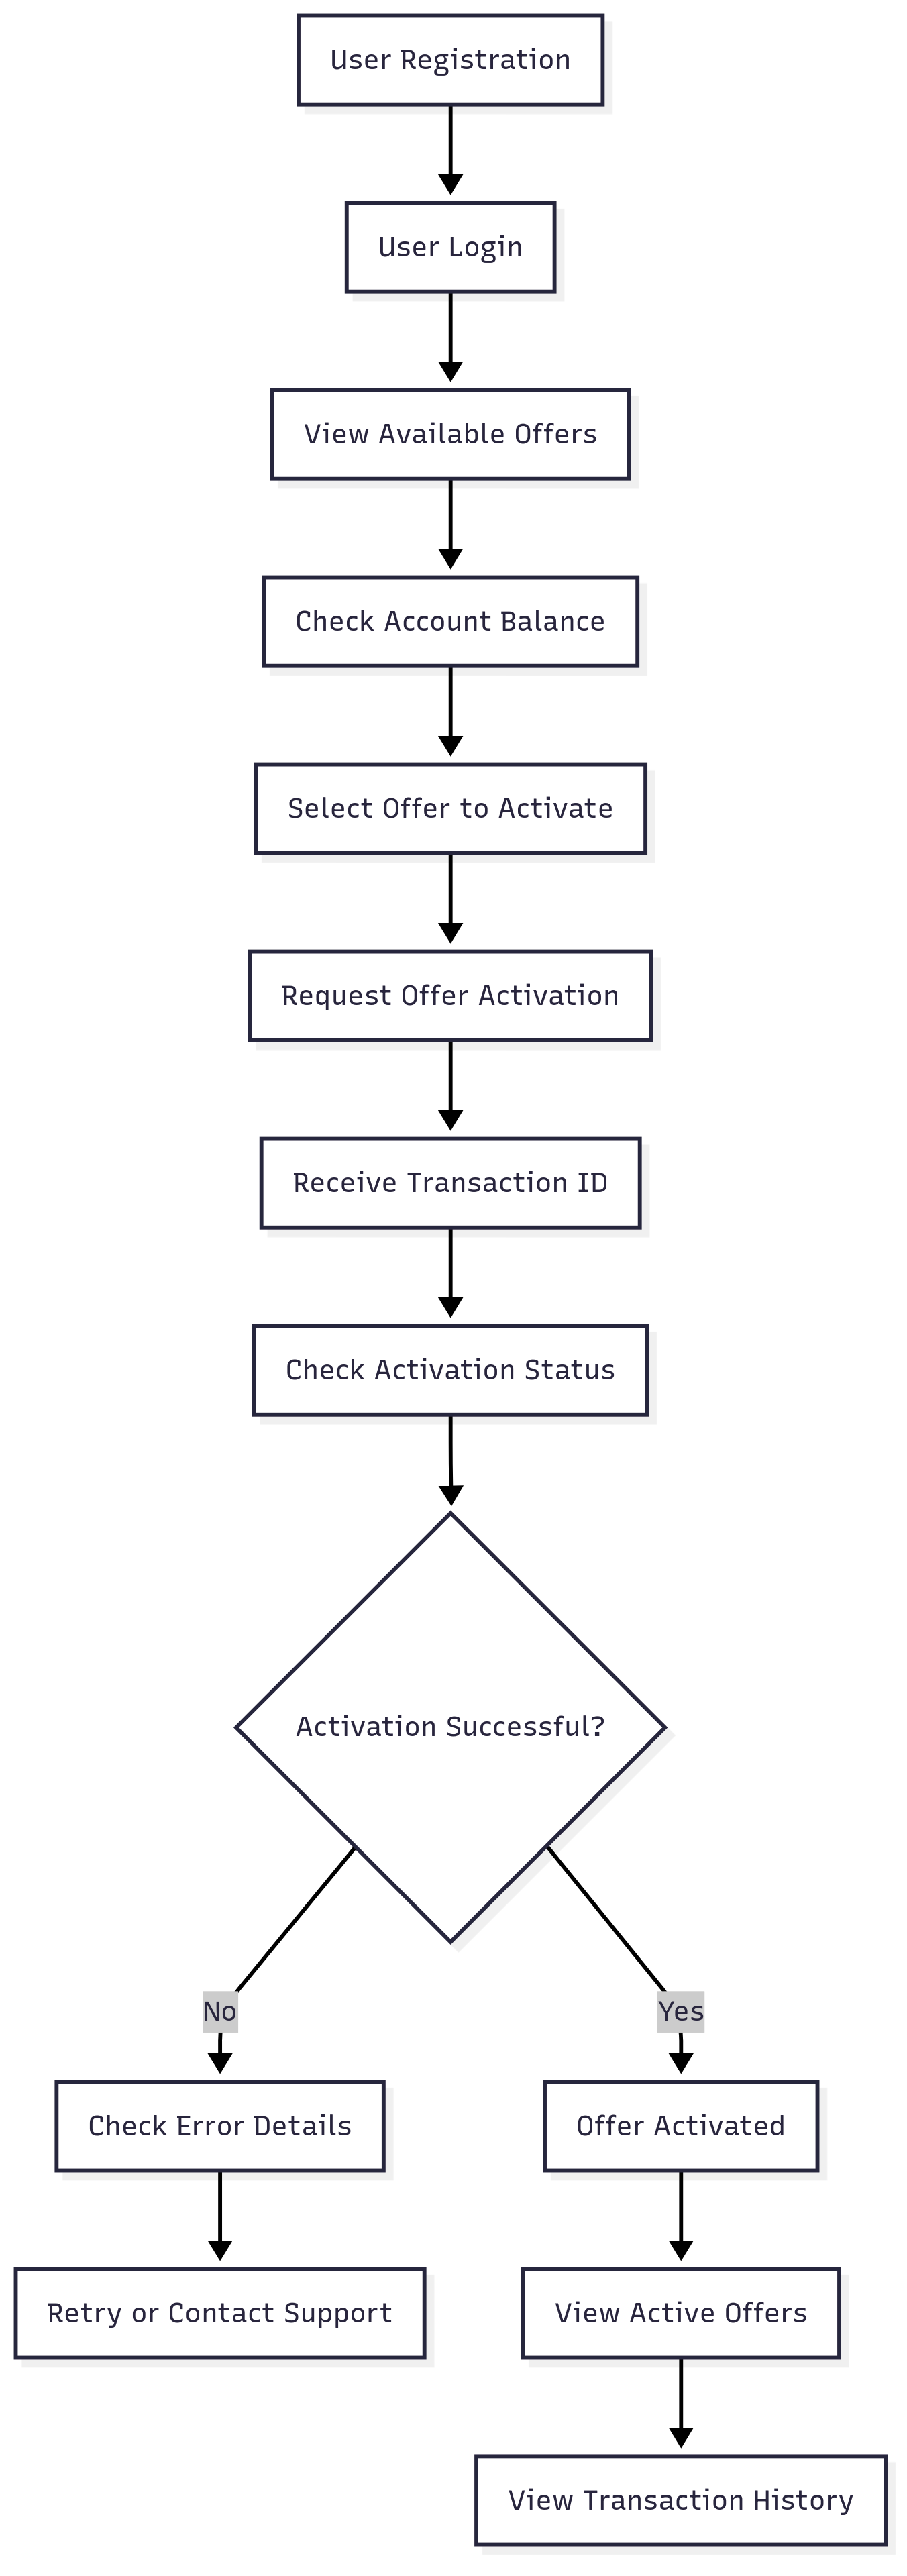 User Registration
User Login
View Available Offers
Check Account Balance
Select Offer to Activate
Request Offer Activation
Receive Transaction ID
Check Activation Status
Activation Successful?
No
Yes
Check Error Details
Offer Activated
Retry or Contact Support
View Active Offers
View Transaction History